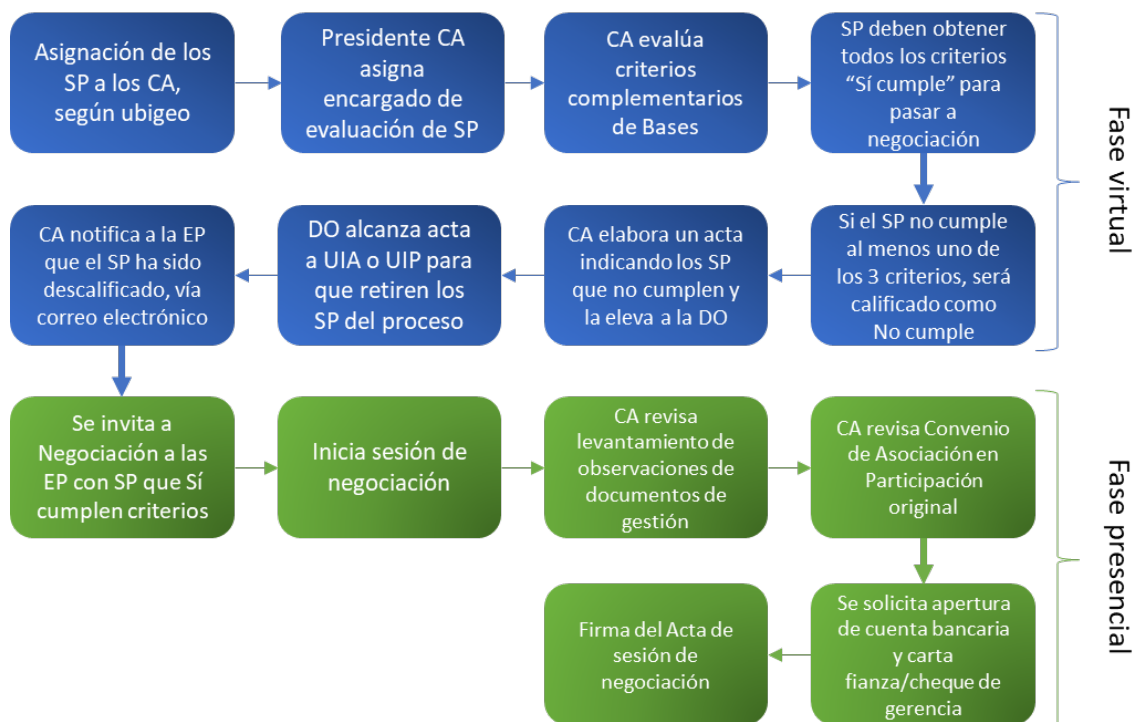 Asignación de los
SP a los CA,
según ubigeo
Presidente CA
asigna
encargado de
evaluación de SP
CA evalúa
criterios
complementarios
de Bases
SP deben obtener
todos los criterios
“Sí cumple” para
pasar a
negociación
Fase virtual
Si el SP no cumple
al menos uno de
los 3 criterios, será
calificado como
No cumple
CA elabora un acta
indicando los SP
que no cumplen y
la eleva a la DO
DO alcanza acta
a UIA o UIP para
que retiren los
SP del proceso
CA notifica a la EP
que el SP ha sido
descalificado, vía
correo electrónico
Se invita a
Negociación a las
EP con SP que Sí
cumplen criterios
Inicia sesión de
negociación
CA revisa
levantamiento de
observaciones de
documentos de
gestión
CA revisa Convenio
de Asociación en
Participación
original
Fase presencial
Se solicita apertura
de cuenta bancaria
y carta
fianza/cheque de
gerencia
Firma del Acta de
sesión de
negociación